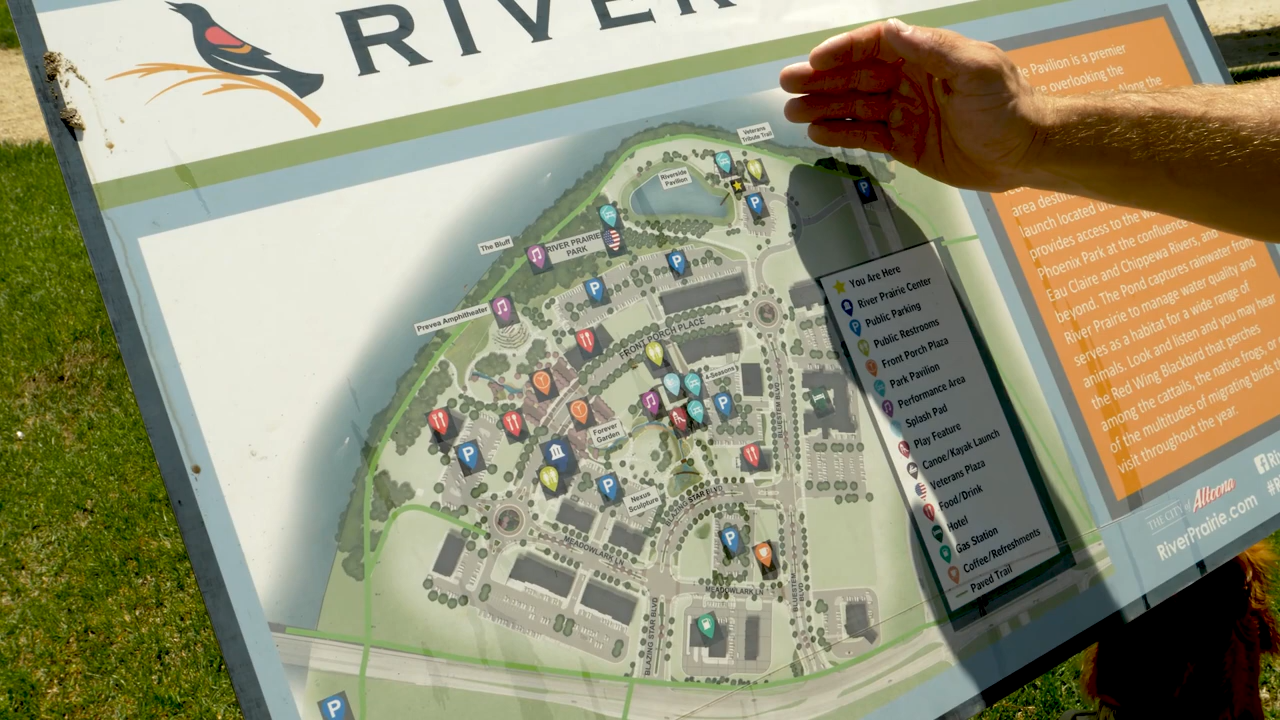 RIVER
Pavilion is a premier
overlooking the
Along the
area
launch located
provides access to the
Phoenix Park at the confluence
Eau Claire and Chippewa Rivers, and
beyond. The Pond captures rainwater from
River Prairie to manage water quality and
serves as a habitat for a wide range of
animals. Look and listen and you may hear
the Red Wing Blackbird that perches
among the cattails, the native frogs, or
of the multitudes of migrating birds
visit throughout the year.
Veterans
Tribute Trail
Riverside
Pavilion
P
P
The Bluff
RIVER PRAIRIE
PARK
P
P
Prevea Amphitheater
FRONT PORCH PLACE
4-Seasons
P
Forever
Garden
P
P
Nexus
Sculpture
BLUESTEM BLVD
BLAZING STAR BLVD
MEADOWLARK LN
P
MEADOWLARK LN
BLUESTEM BLVD
BLAZING STAR BLVD
P
You Are Here
River Prairie Center
P Public Parking
Public Restrooms
Front Porch Plaza
Park Pavilion
Performance Area
Splash Pad
Play Feature
Canoe/Kayak Launch
Veterans Plaza
Food/Drink
Hotel
Gas Station
Coffee/Refreshments
Paved Trail
THE CITY of Altoona
RiverPrairie.com